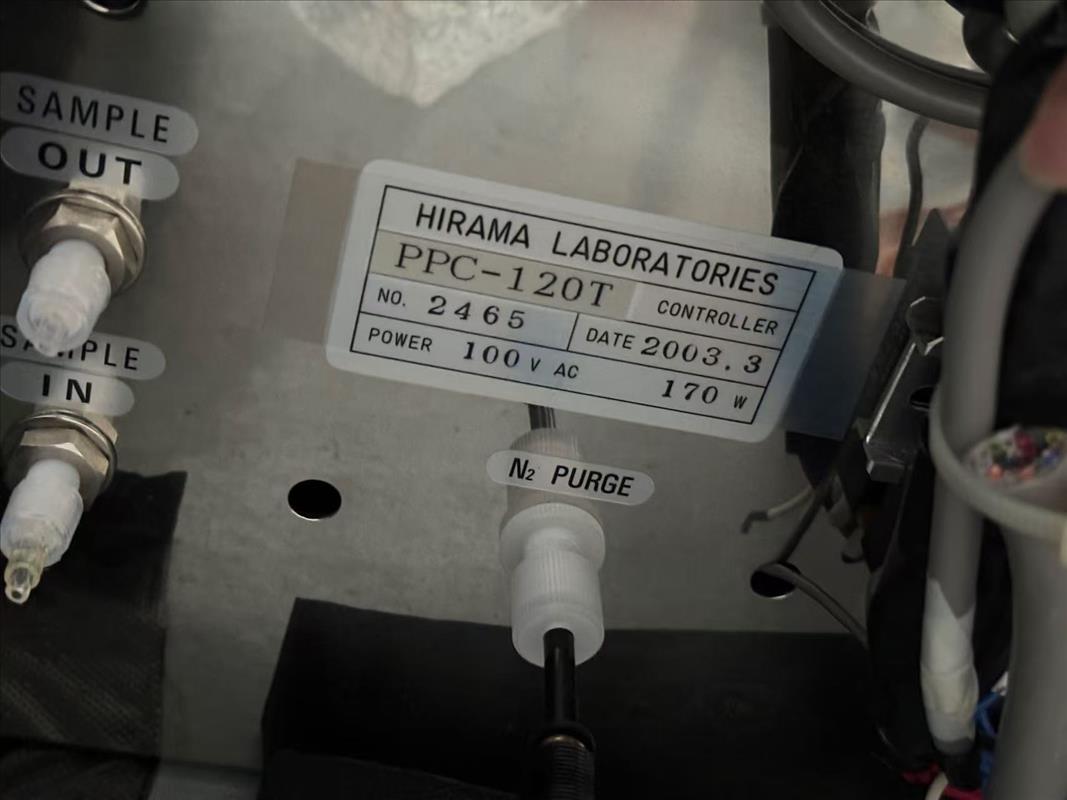 SAMPLE
OUT
SAMPLE
IN
HIRAMA LABORATORIES
PPC-120T CONTROLLER
NO. 2465 DATE 2003.3
POWER 100 V AC 170 W
N₂ PURGE